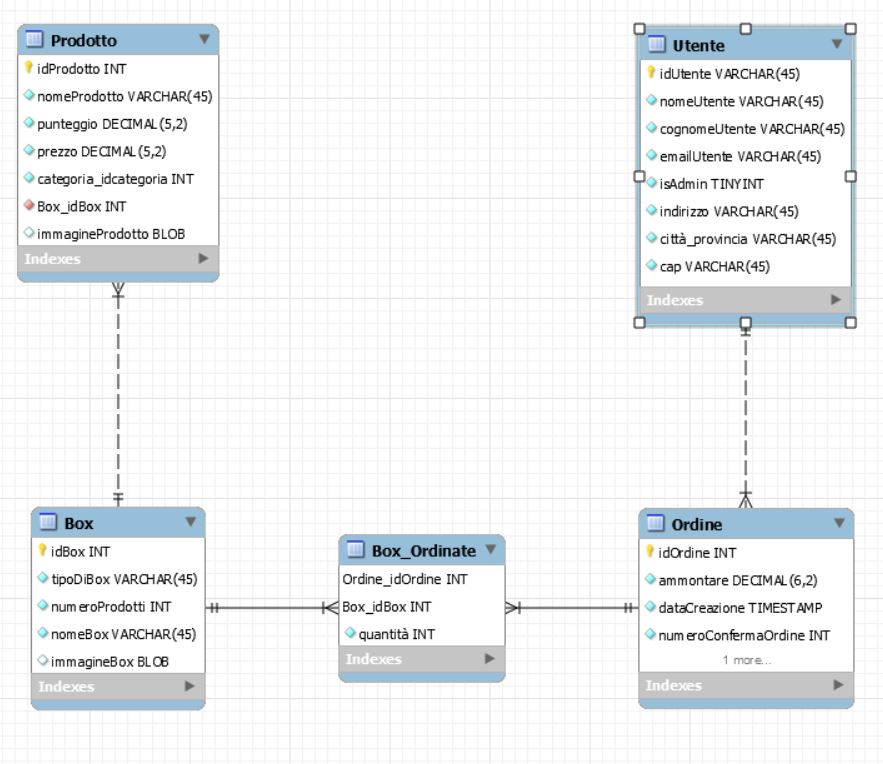 Prodotto
idProdotto INT
nomeProdotto VARCHAR(45)
punteggio DECIMAL(5,2)
prezzo DECIMAL(5,2)
categoria_idcategoria INT
Box_idBox INT
immagineProdotto BLOB
Indexes
Utente
idUtente VARCHAR(45)
nomeUtente VARCHAR(45)
cognomeUtente VARCHAR(45)
emailUtente VARCHAR(45)
isAdmin TINYINT
indirizzo VARCHAR(45)
città_provincia VARCHAR(45)
cap VARCHAR(45)
Indexes
Box
idBox INT
tipoDiBox VARCHAR(45)
numeroProdotti INT
nomeBox VARCHAR(45)
immagineBox BLOB
Indexes
Box_Ordinate
Ordine_idOrdine INT
Box_idBox INT
quantità INT
Indexes
Ordine
idOrdine INT
ammontare DECIMAL(6,2)
dataCreazione TIMESTAMP
numeroConfermaOrdine INT
1 more...
Indexes